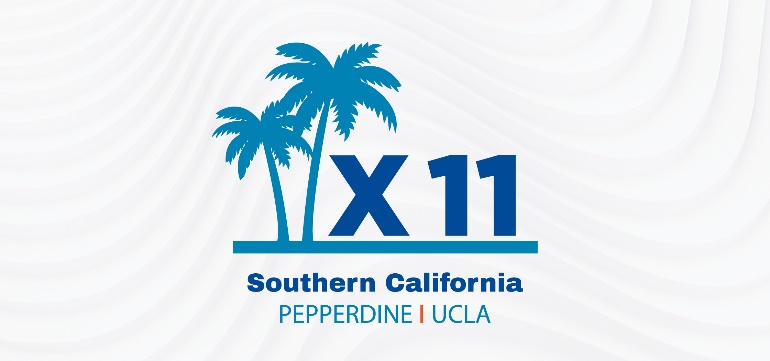 X 11
Southern California
PEPPERDINE | UCLA